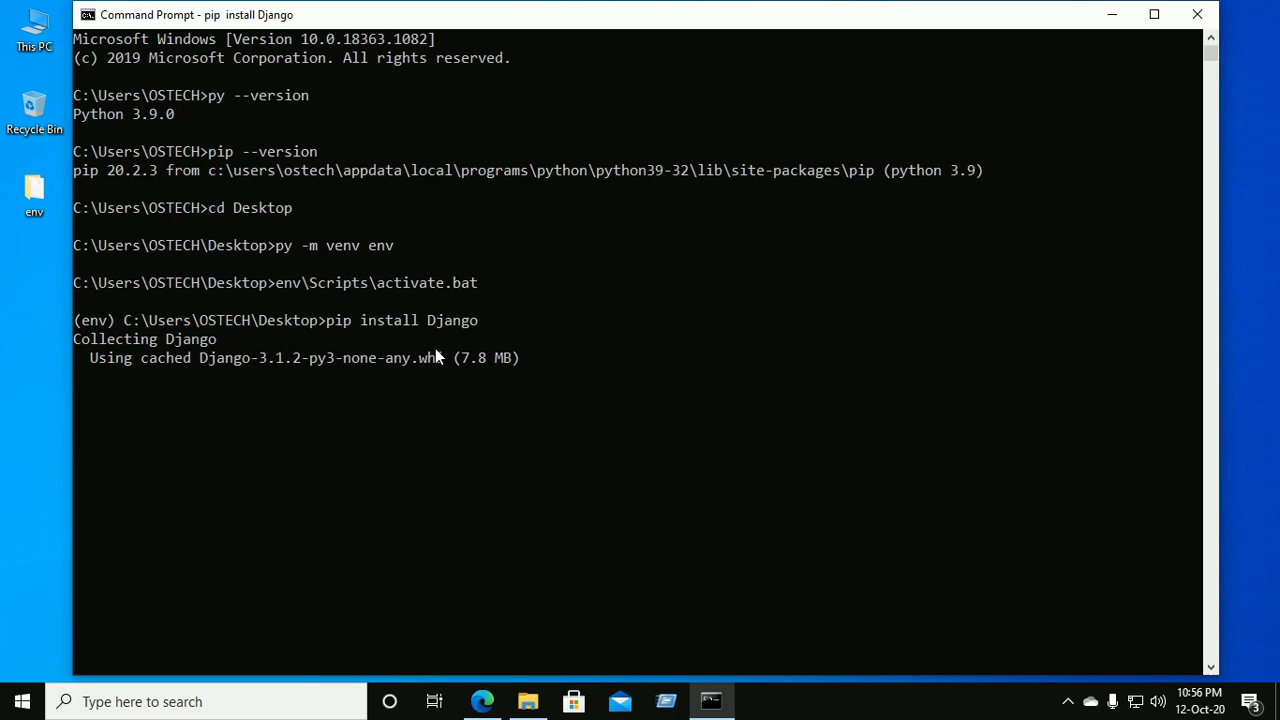 Command Prompt - pip  install Django
This PC
Recycle Bin
env
Microsoft Windows [Version 10.0.18363.1082]
(c) 2019 Microsoft Corporation. All rights reserved.
C:\Users\OSTECH>py --version
Python 3.9.0
C:\Users\OSTECH>pip --version
pip 20.2.3 from c:\users\ostech\appdata\local\programs\python\python39-32\lib\site-packages\pip (python 3.9)
C:\Users\OSTECH>cd Desktop
C:\Users\OSTECH\Desktop>py -m venv env
C:\Users\OSTECH\Desktop>env\Scripts\activate.bat
(env) C:\Users\OSTECH\Desktop>pip install Django
Collecting Django
  Using cached Django-3.1.2-py3-none-any.whl (7.8 MB)
Type here to search
10:56 PM
12-Oct-20
3